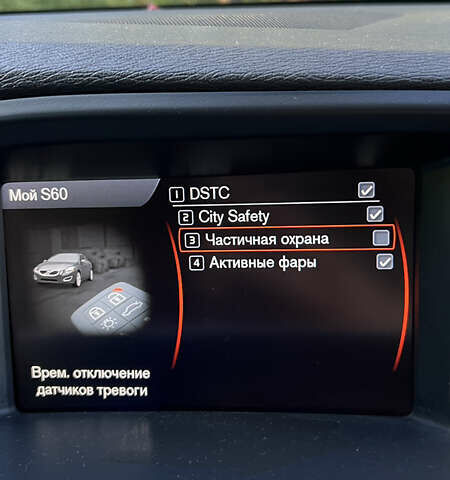 Мой S60
1 DSTC
2 City Safety
3 Частичная охрана
4 Активные фары
Врем. отключение
датчиков тревоги